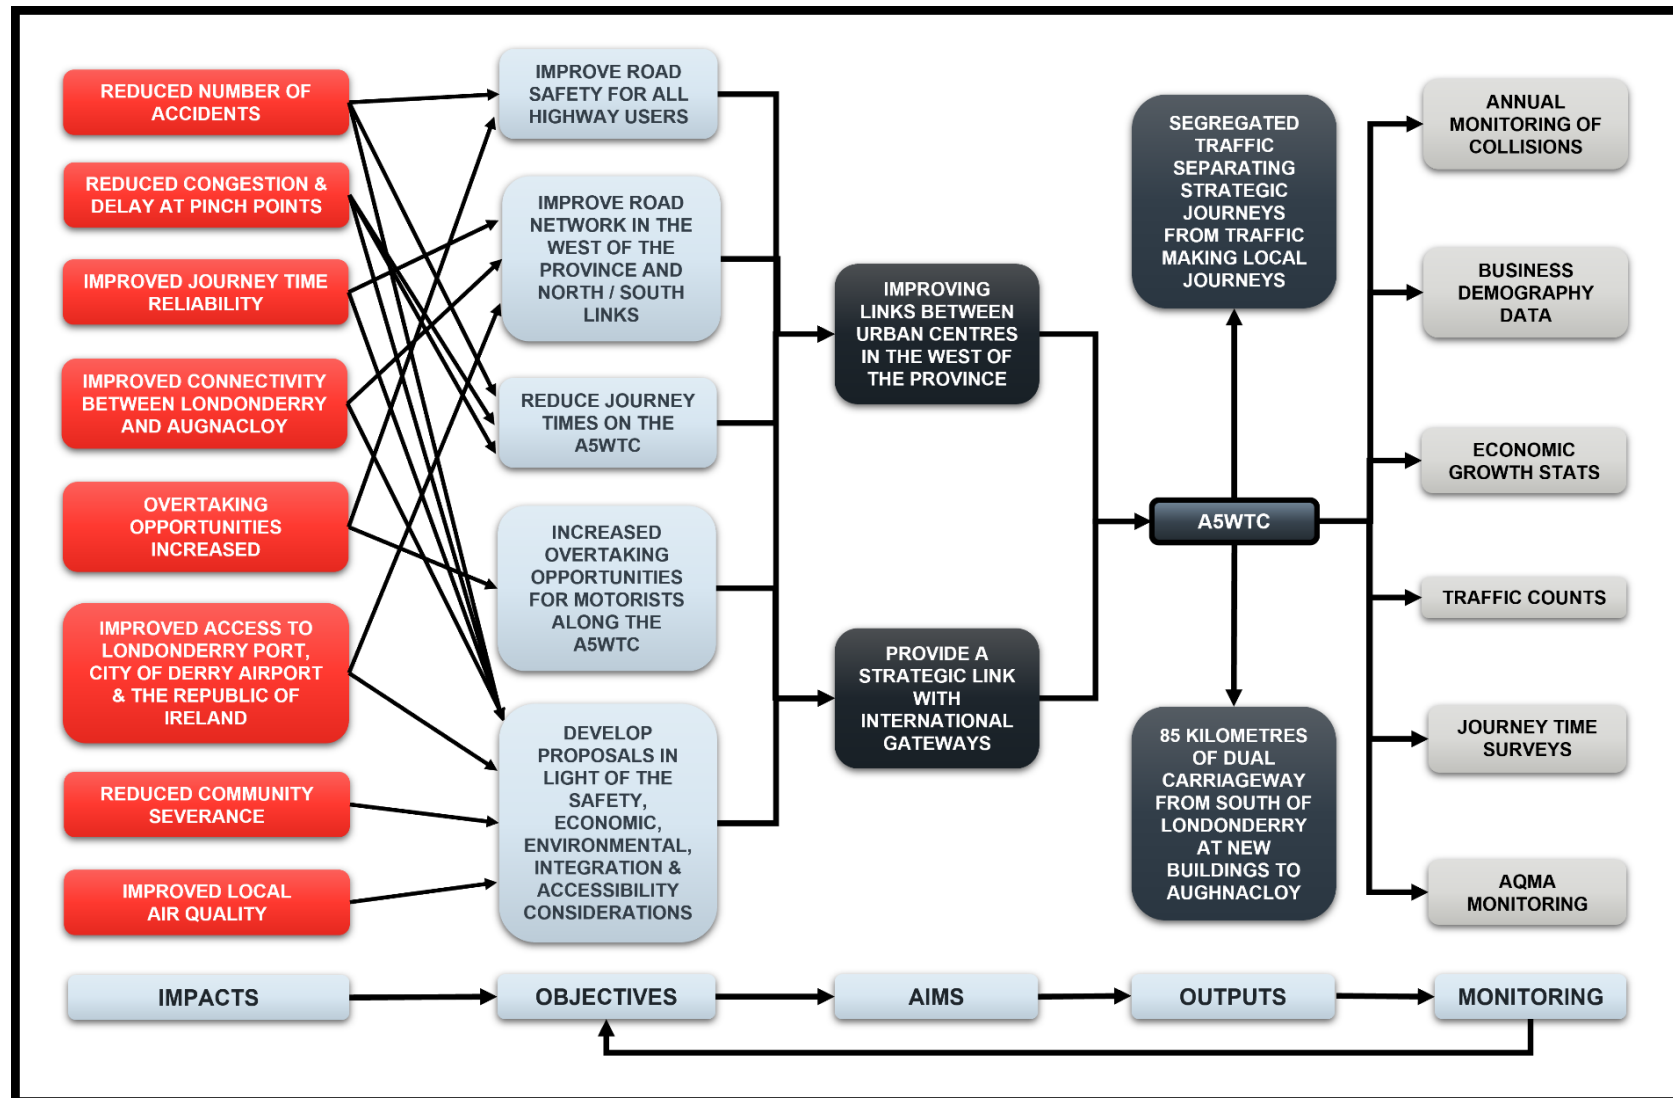 REDUCED NUMBER OF
ACCIDENTS
REDUCED CONGESTION &
DELAY AT PINCH POINTS
IMPROVED JOURNEY TIME
RELIABILITY
IMPROVED CONNECTIVITY
BETWEEN LONDONDERRY
AND AUGNACLOY
OVERTAKING
OPPORTUNITIES
INCREASED
IMPROVED ACCESS TO
LONDONDERRY PORT,
CITY OF DERRY AIRPORT
& THE REPUBLIC OF
IRELAND
REDUCED COMMUNITY
SEVERANCE
IMPROVED LOCAL
AIR QUALITY
IMPROVE ROAD
SAFETY FOR ALL
HIGHWAY USERS
IMPROVE ROAD
NETWORK IN THE
WEST OF THE
PROVINCE AND
NORTH / SOUTH
LINKS
REDUCE JOURNEY
TIMES ON THE
A5WTC
INCREASED
OVERTAKING
OPPORTUNITIES
FOR MOTORISTS
ALONG THE
A5WTC
DEVELOP
PROPOSALS IN
LIGHT OF THE
SAFETY,
ECONOMIC,
ENVIRONMENTAL,
INTEGRATION &
ACCESSIBILITY
CONSIDERATIONS
IMPROVING
LINKS BETWEEN
URBAN CENTRES
IN THE WEST OF
THE PROVINCE
PROVIDE A
STRATEGIC LINK
WITH
INTERNATIONAL
GATEWAYS
SEGREGATED
TRAFFIC
SEPARATING
STRATEGIC
JOURNEYS
FROM TRAFFIC
MAKING LOCAL
JOURNEYS
A5WTC
85 KILOMETRES
OF DUAL
CARRIAGEWAY
FROM SOUTH OF
LONDONDERRY
AT NEW
BUILDINGS TO
AUGHNACLOY
ANNUAL
MONITORING OF
COLLISIONS
BUSINESS
DEMOGRAPHY
DATA
ECONOMIC
GROWTH STATS
TRAFFIC COUNTS
JOURNEY TIME
SURVEYS
AQMA
MONITORING
IMPACTS
OBJECTIVES
AIMS
OUTPUTS
MONITORING